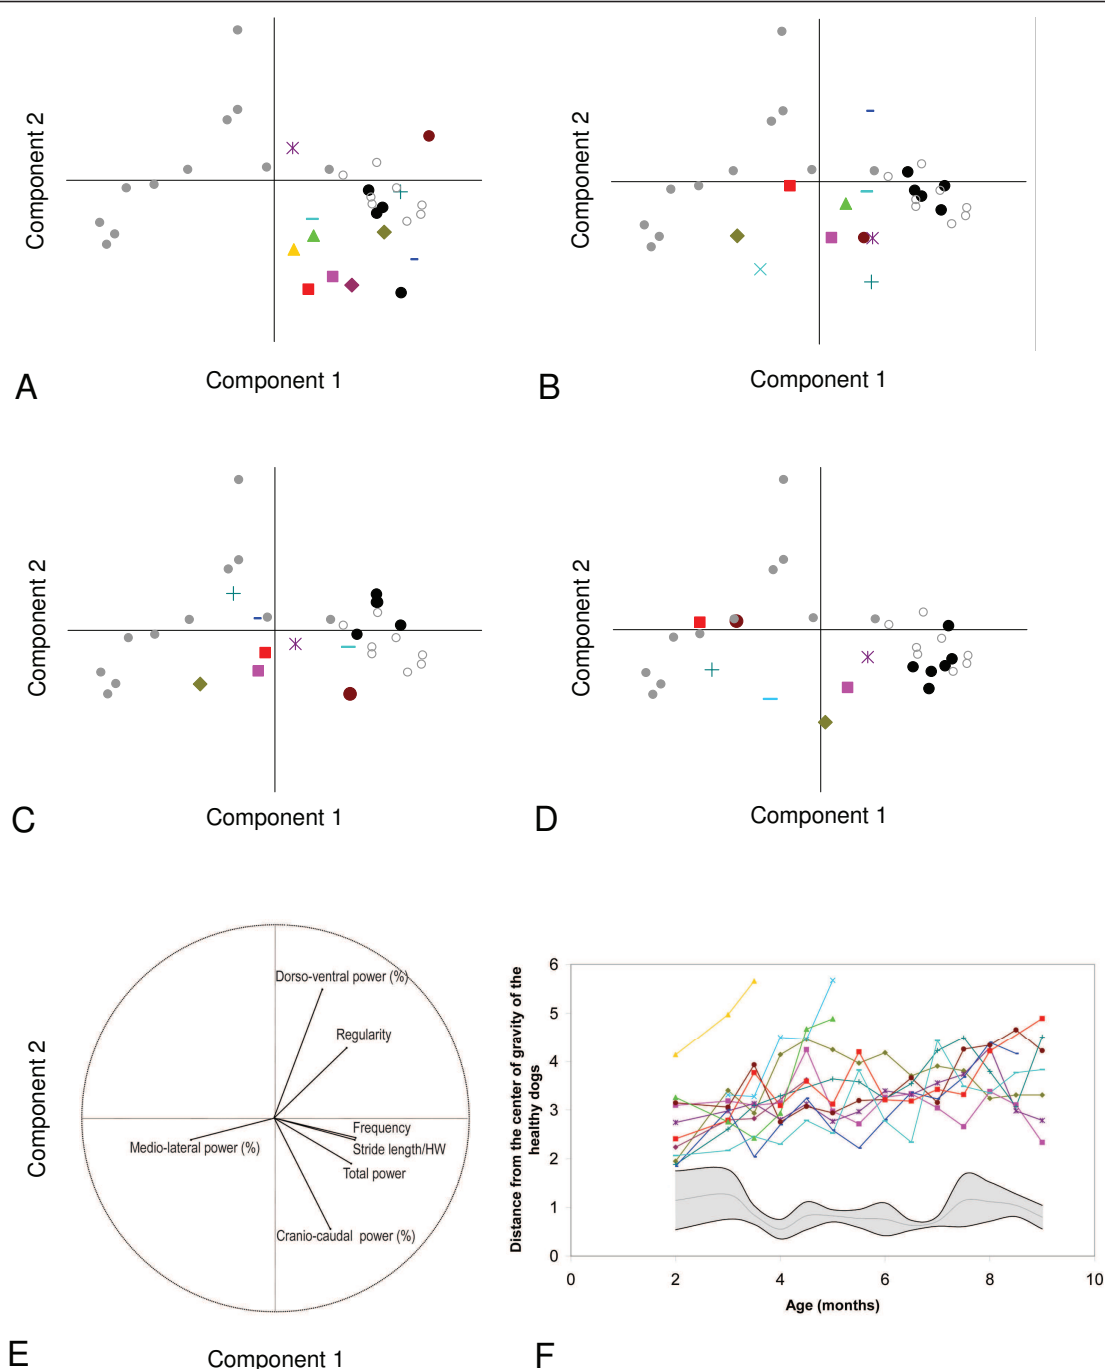 Component 2
Component 1
A
Component 2
Component 1
B
Component 2
Component 1
C
Component 2
Component 1
D
Component 2
Dorso-ventral power (%)
Regularity
Frequency
Stride length/HW
Medio-lateral power (%)
Total power
Cranio-caudal power (%)
Component 1
E
Distance from the center of gravity of the
healthy dogs
6
5
4
3
2
1
0
0 2 4 6 8 10
Age (months)
F